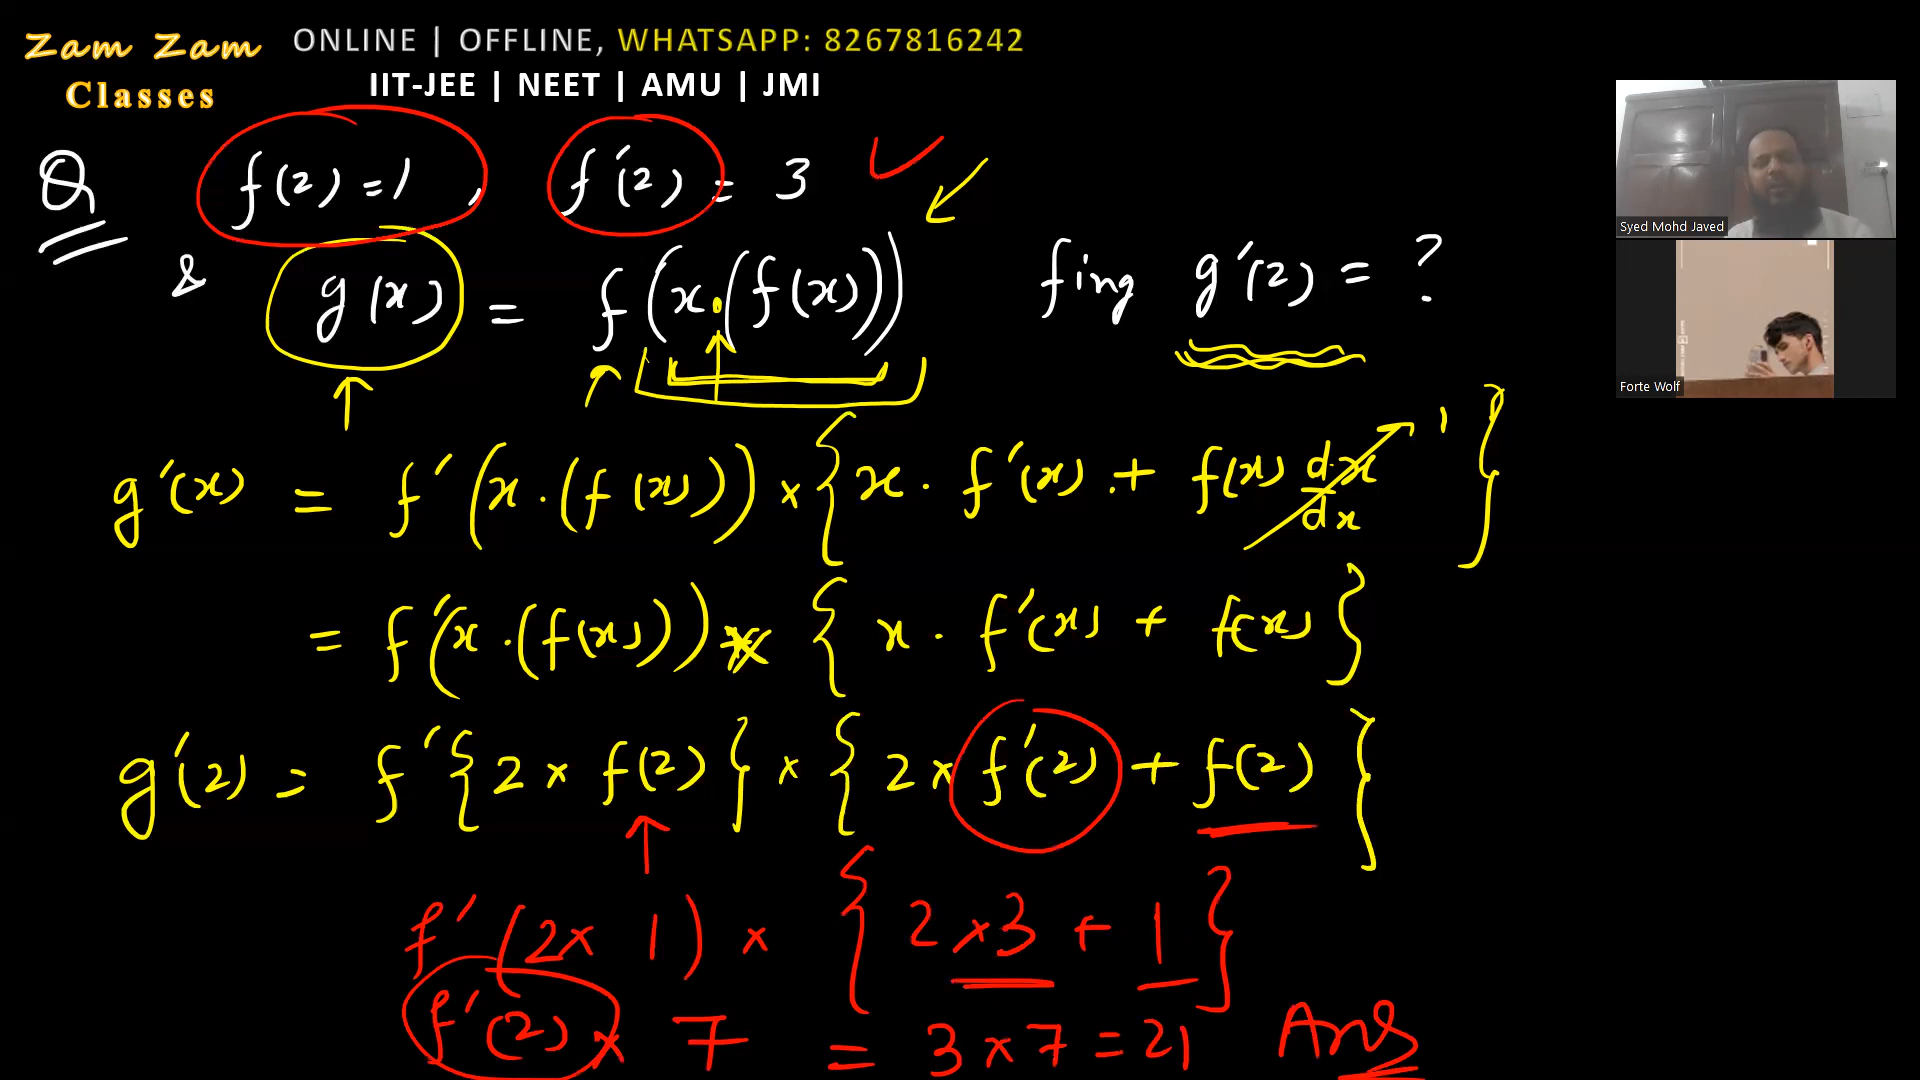 Zam Zam Classes
ONLINE | OFFLINE, WHATSAPP: 8267816242
IIT-JEE | NEET | AMU | JMI
Q f(2) = 1 , f'(2) = 3
& g(x) = f(x·(f(x))) fing g'(2) = ?
g'(x) = f'(x·(f(x))) × { x · f'(x) + f(x) dx/dx 1 }
= f'(x·(f(x))) × { x · f'(x) + f(x) }
g'(2) = f'{ 2 × f(2) } × { 2 × f'(2) + f(2) }
f'(2 × 1) × { 2 × 3 + 1 }
f'(2) × 7 = 3 × 7 = 21 Ans
Syed Mohd Javed
Forte Wolf